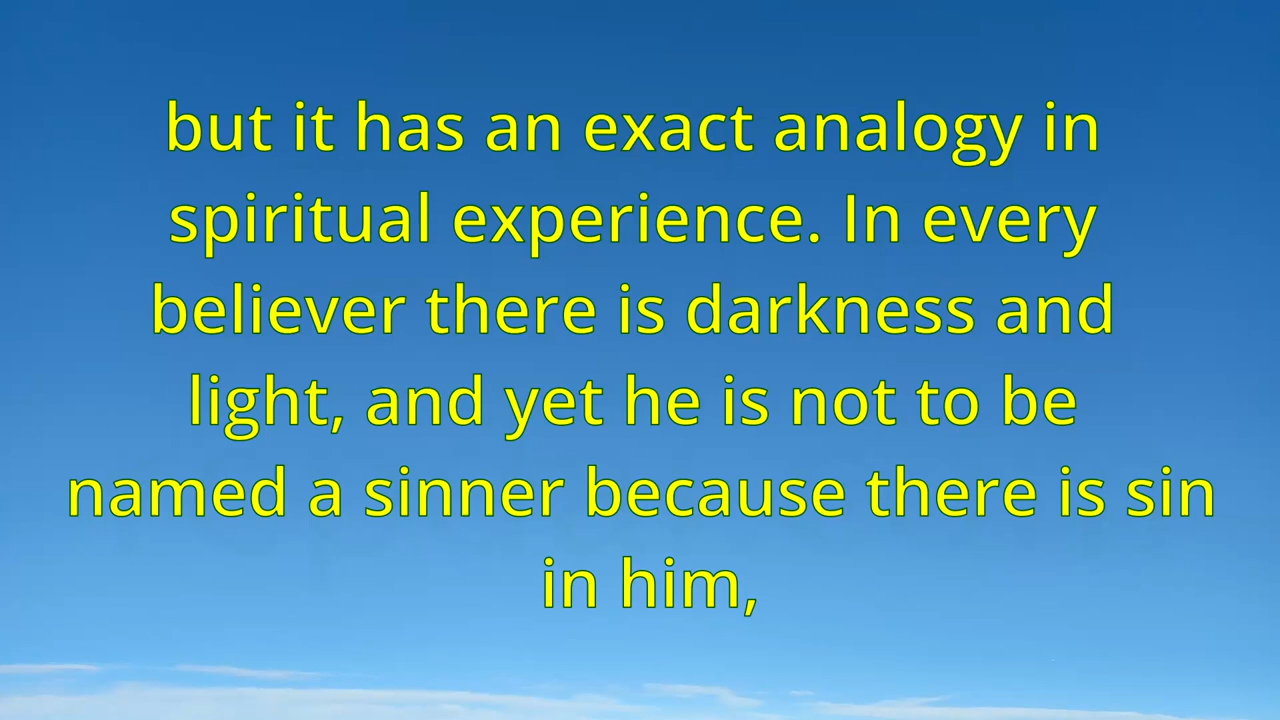 but it has an exact analogy in
spiritual experience. In every
believer there is darkness and
light, and yet he is not to be
named a sinner because there is sin
in him,